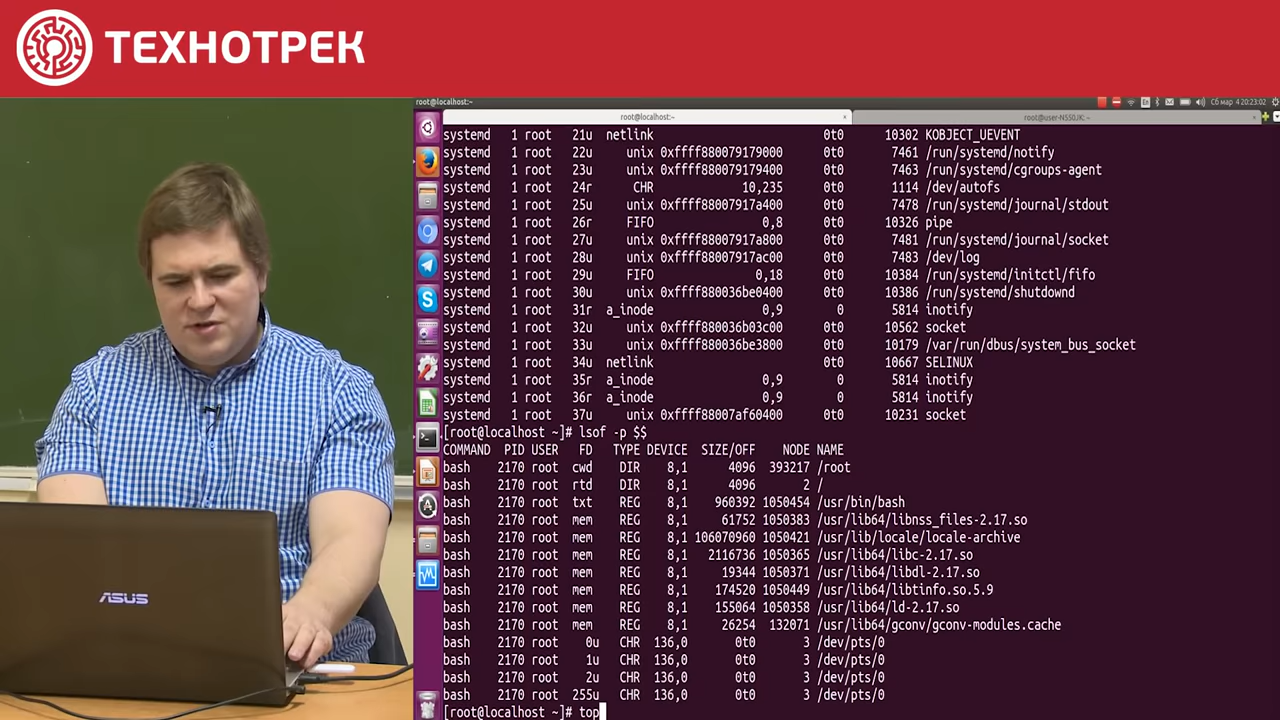 ТЕХНОТРЕК
root@localhost:~
En
Сб мар 4 20:23:02
root@localhost:~
root@user-N550JK: ~
systemd 1 root 21u netlink 0t0 10302 KOBJECT_UEVENT
systemd 1 root 22u unix 0xffff880079179000 0t0 7461 /run/systemd/notify
systemd 1 root 23u unix 0xffff880079179400 0t0 7463 /run/systemd/cgroups-agent
systemd 1 root 24r CHR 10,235 0t0 1114 /dev/autofs
systemd 1 root 25u unix 0xffff88007917a400 0t0 7478 /run/systemd/journal/stdout
systemd 1 root 26r FIFO 0,8 0t0 10326 pipe
systemd 1 root 27u unix 0xffff88007917a800 0t0 7481 /run/systemd/journal/socket
systemd 1 root 28u unix 0xffff88007917ac00 0t0 7483 /dev/log
systemd 1 root 29u FIFO 0,18 0t0 10384 /run/systemd/initctl/fifo
systemd 1 root 30u unix 0xffff880036be0400 0t0 10386 /run/systemd/shutdownd
systemd 1 root 31r a_inode 0,9 0 5814 inotify
systemd 1 root 32u unix 0xffff880036b03c00 0t0 10562 socket
systemd 1 root 33u unix 0xffff880036be3800 0t0 10179 /var/run/dbus/system_bus_socket
systemd 1 root 34u netlink 0t0 10667 SELINUX
systemd 1 root 35r a_inode 0,9 0 5814 inotify
systemd 1 root 36r a_inode 0,9 0 5814 inotify
systemd 1 root 37u unix 0xffff88007af60400 0t0 10231 socket
[root@localhost ~]# lsof -p $$
COMMAND PID USER FD TYPE DEVICE SIZE/OFF NODE NAME
bash 2170 root cwd DIR 8,1 4096 393217 /root
bash 2170 root rtd DIR 8,1 4096 2 /
bash 2170 root txt REG 8,1 960392 1050454 /usr/bin/bash
bash 2170 root mem REG 8,1 61752 1050383 /usr/lib64/libnss_files-2.17.so
bash 2170 root mem REG 8,1 106070960 1050421 /usr/lib/locale/locale-archive
bash 2170 root mem REG 8,1 2116736 1050365 /usr/lib64/libc-2.17.so
bash 2170 root mem REG 8,1 19344 1050371 /usr/lib64/libdl-2.17.so
bash 2170 root mem REG 8,1 174520 1050449 /usr/lib64/libtinfo.so.5.9
bash 2170 root mem REG 8,1 155064 1050358 /usr/lib64/ld-2.17.so
bash 2170 root mem REG 8,1 26254 132071 /usr/lib64/gconv/gconv-modules.cache
bash 2170 root 0u CHR 136,0 0t0 3 /dev/pts/0
bash 2170 root 1u CHR 136,0 0t0 3 /dev/pts/0
bash 2170 root 2u CHR 136,0 0t0 3 /dev/pts/0
bash 2170 root 255u CHR 136,0 0t0 3 /dev/pts/0
[root@localhost ~]# top
ASUS